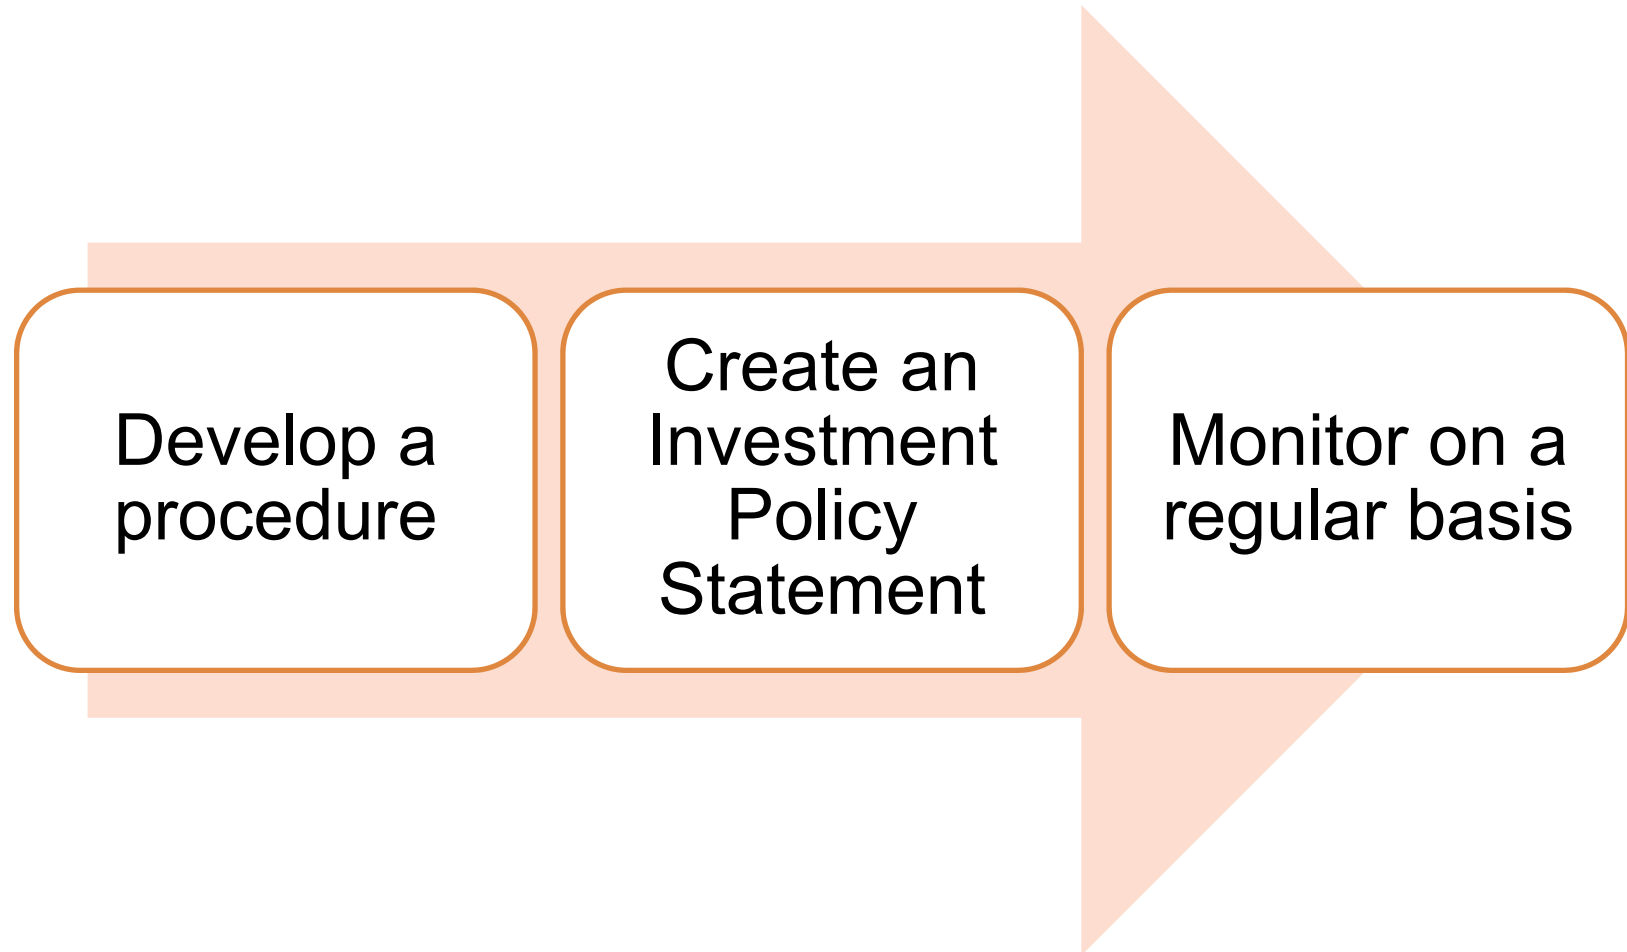 Develop a
procedure
Create an
Investment
Policy
Statement
Monitor on a
regular basis